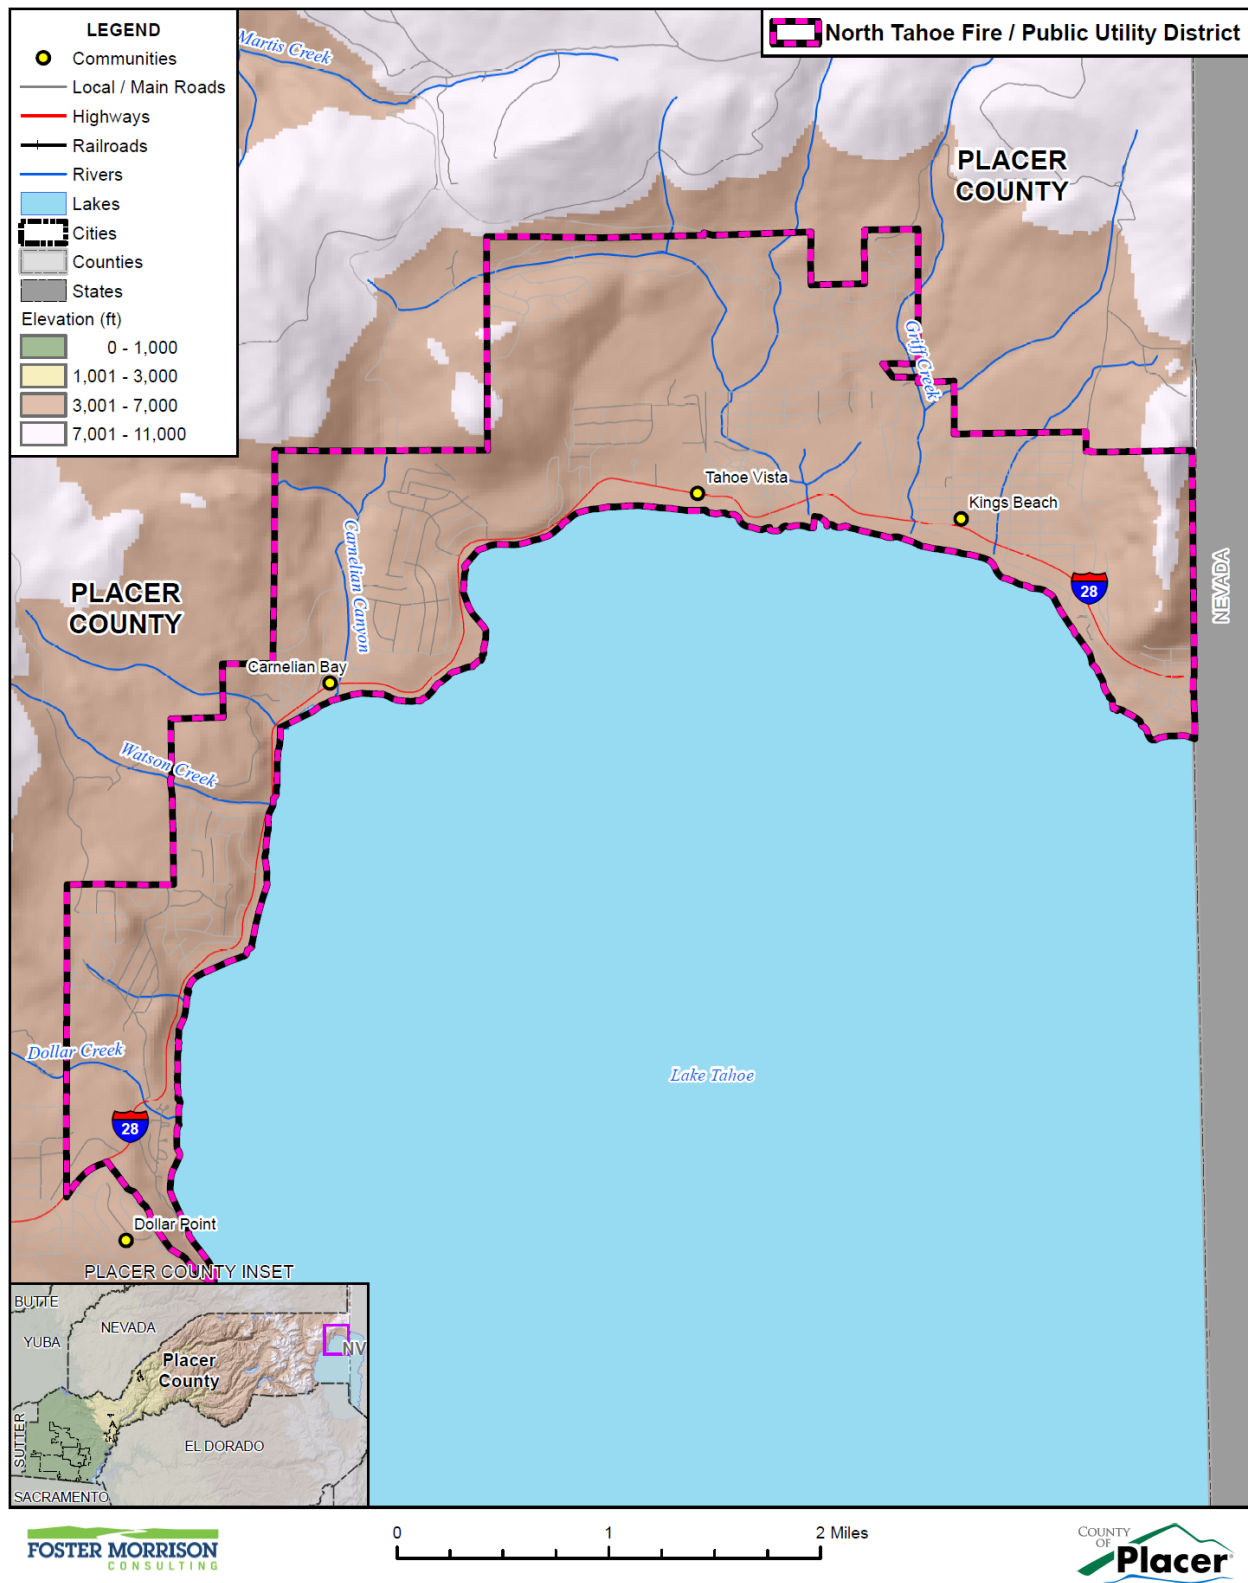 LEGEND
Communities
Local / Main Roads
Highways
Railroads
Rivers
Lakes
Cities
Counties
States
Elevation (ft)
0 - 1,000
1,001 - 3,000
3,001 - 7,000
7,001 - 11,000
North Tahoe Fire / Public Utility District
Martis Creek
PLACER
COUNTY
Griff Creek
Tahoe Vista
Kings Beach
Carnelian Canyon
28
NEVADA
PLACER
COUNTY
Carnelian Bay
Watson Creek
Dollar Creek
Lake Tahoe
28
Dollar Point
PLACER COUNTY INSET
BUTTE
YUBA
NEVADA
NV
Placer
County
SUTTER
EL DORADO
SACRAMENTO
FOSTER MORRISON
CONSULTING
0 1 2 Miles
COUNTY
OF
Placer